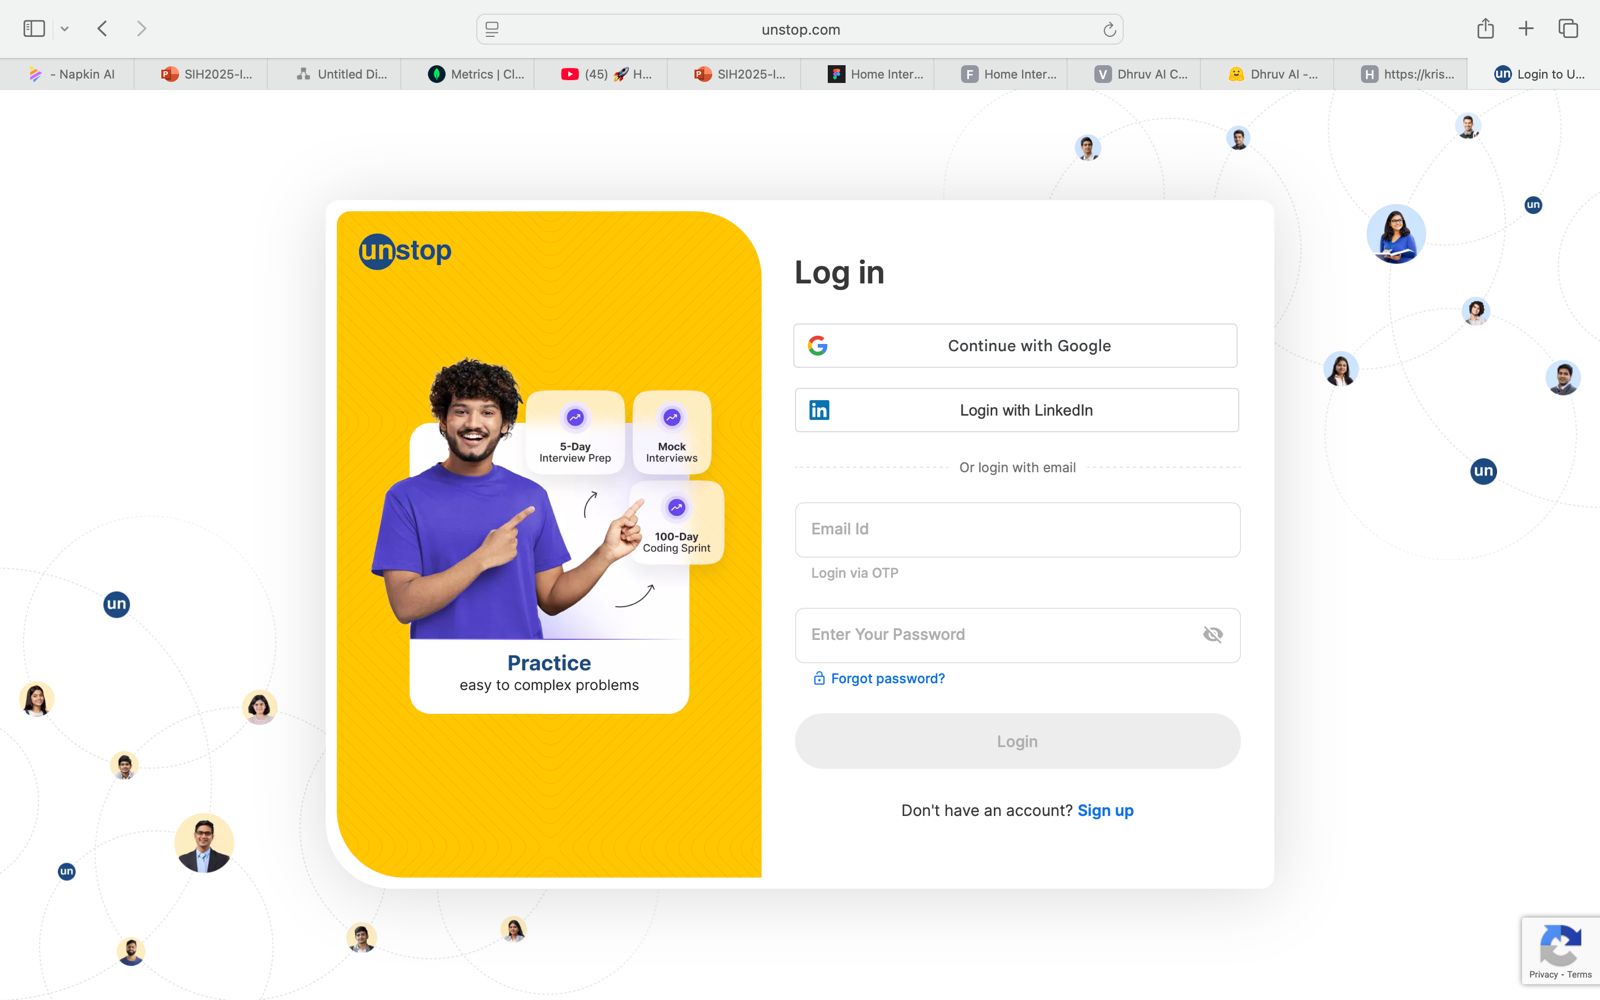 unstop.com
- Napkin AI
SIH2025-I...
Untitled Di...
Metrics | Cl...
(45) 🚀 H...
SIH2025-I...
Home Inter...
F
Home Inter...
V
Dhruv AI C...
Dhruv AI -...
H
https://kris...
un
Login to U...
unstop
5-Day
Interview Prep
Mock
Interviews
100-Day
Coding Sprint
Practice
easy to complex problems
Log in
Continue with Google
in
Login with LinkedIn
Or login with email
Email Id
Login via OTP
Enter Your Password
Forgot password?
Login
Don't have an account? Sign up
un
un
un
un
Privacy - Terms